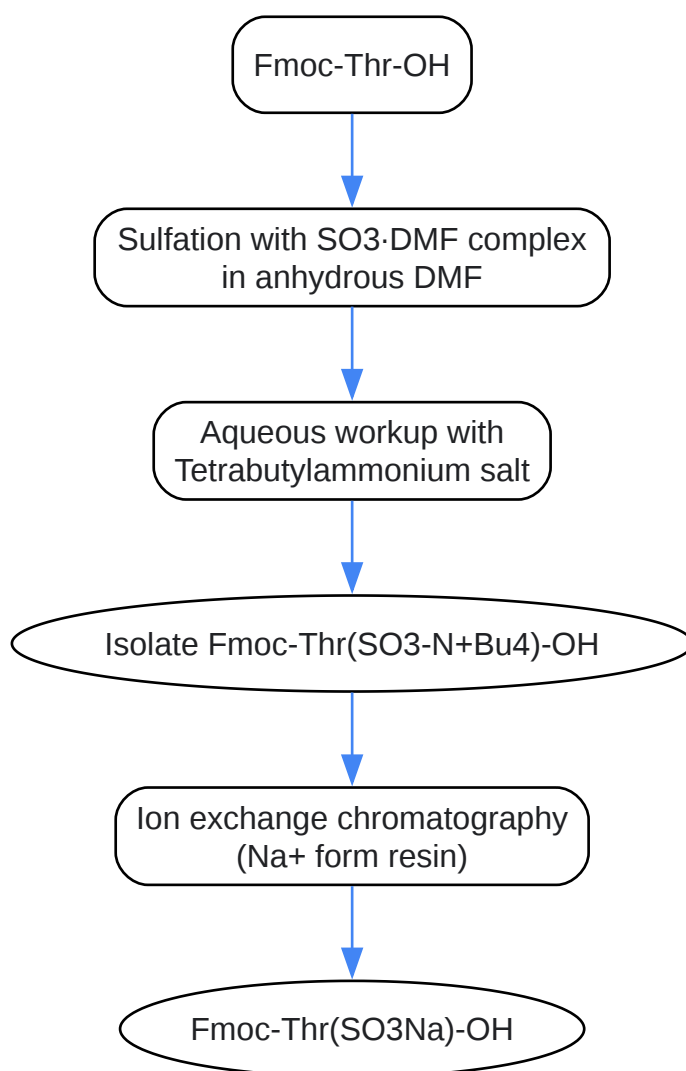 Fmoc-Thr-OH
Sulfation with SO3·DMF complex
in anhydrous DMF
Aqueous workup with
Tetrabutylammonium salt
Isolate Fmoc-Thr(SO3-N+Bu4)-OH
Ion exchange chromatography
(Na+ form resin)
Fmoc-Thr(SO3Na)-OH